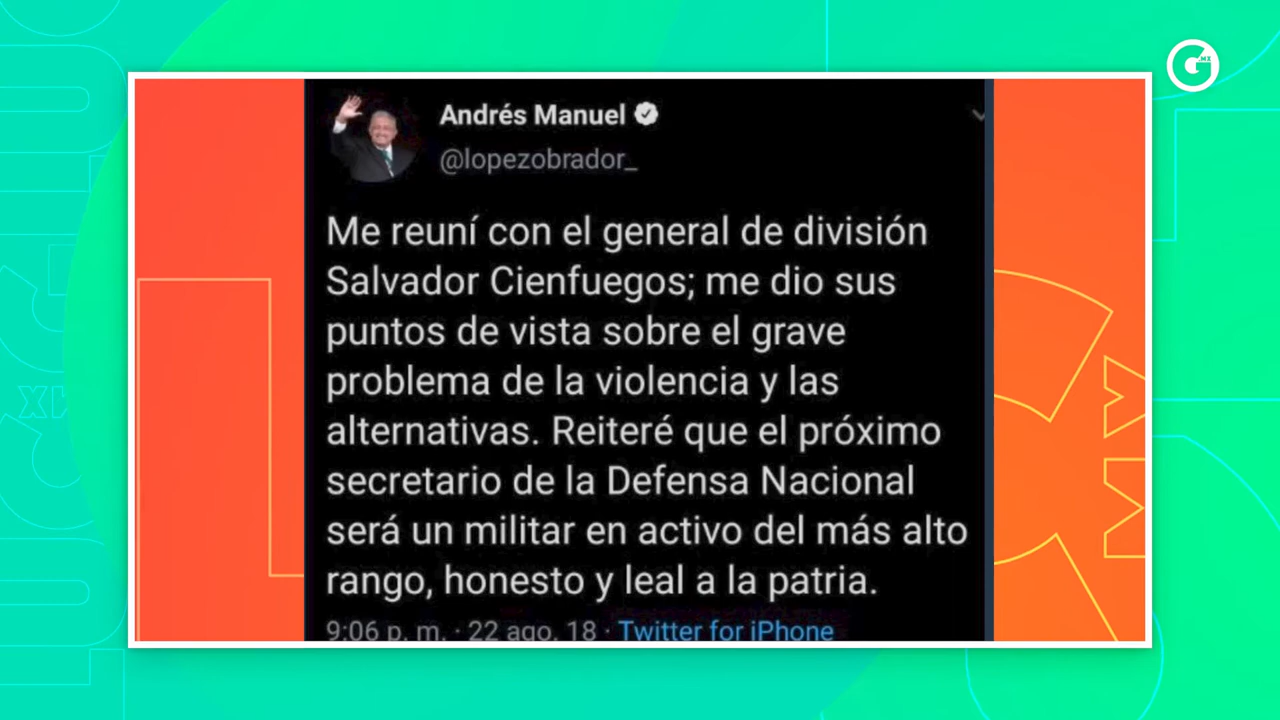 G.MX
Andrés Manuel
@lopezobrador_
Me reuní con el general de división
Salvador Cienfuegos; me dio sus
puntos de vista sobre el grave
problema de la violencia y las
alternativas. Reiteré que el próximo
secretario de la Defensa Nacional
será un militar en activo del más alto
rango, honesto y leal a la patria.
9:06 p. m. · 22 ago. 18 · Twitter for iPhone